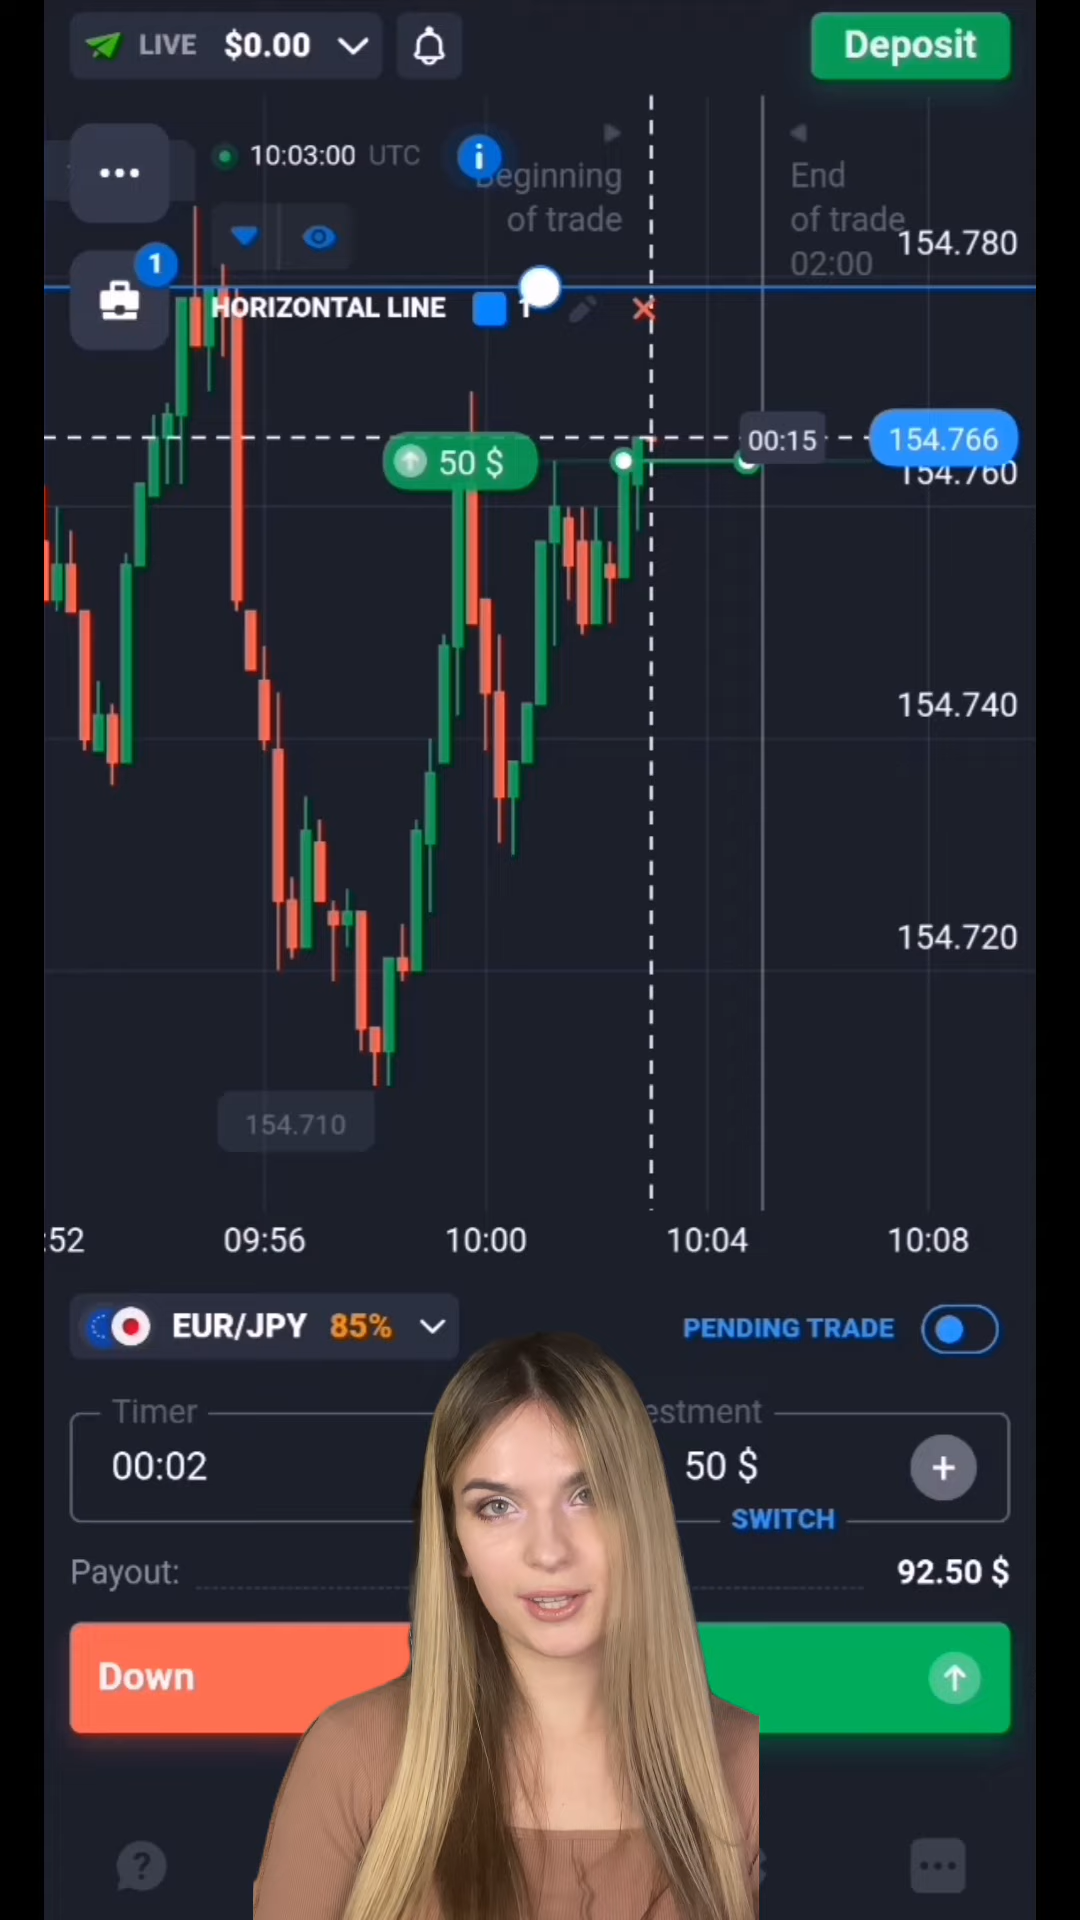 LIVE $0.00
Deposit
10:03:00 UTC
i
Beginning
of trade
End
of trade
02:00
154.780
1
HORIZONTAL LINE 1
50 $
00:15
154.766
154.760
154.740
154.720
154.710
:52 09:56 10:00 10:04 10:08
EUR/JPY 85%
PENDING TRADE
Timer
estment
00:02
50 $
+
SWITCH
Payout: 92.50 $
Down
?